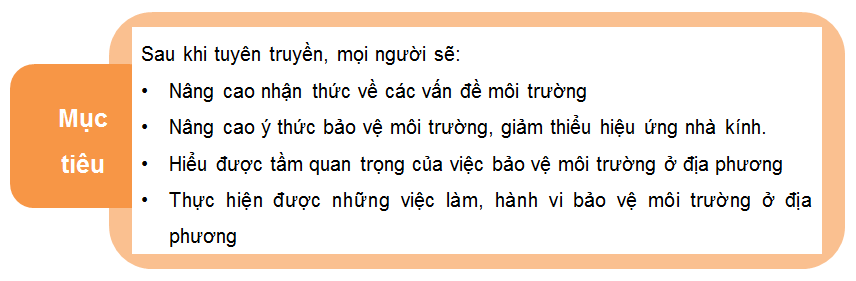 Mục
tiêu
Sau khi tuyên truyền, mọi người sẽ:
• Nâng cao nhận thức về các vấn đề môi trường
• Nâng cao ý thức bảo vệ môi trường, giảm thiểu hiệu ứng nhà kính.
• Hiểu được tầm quan trọng của việc bảo vệ môi trường ở địa phương
• Thực hiện được những việc làm, hành vi bảo vệ môi trường ở địa
phương